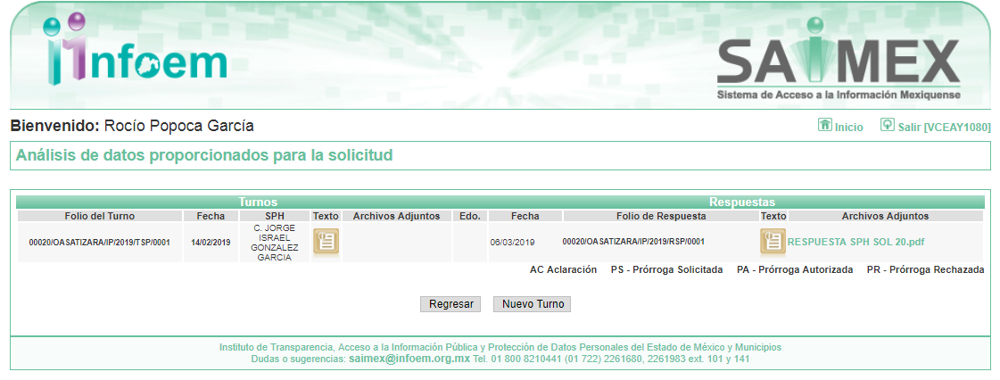 infoem
SAIMEX
Sistema de Acceso a la Información Mexiquense
Bienvenido: Rocío Popoca García
Inicio Salir [VCEAY1080]
Análisis de datos proporcionados para la solicitud
Turnos Respuestas
Folio del Turno Fecha SPH Texto Archivos Adjuntos Edo. Fecha Folio de Respuesta Texto Archivos Adjuntos
00020/OASATIZARA/IP/2019/TSP/0001 14/02/2019 C. JORGE ISRAEL GONZALEZ GARCIA 06/03/2019 00020/OASATIZARA/IP/2019/RSP/0001 RESPUESTA SPH SOL 20.pdf
AC Aclaración PS - Prórroga Solicitada PA - Prórroga Autorizada PR - Prórroga Rechazada
Regresar Nuevo Turno
Instituto de Transparencia, Acceso a la Información Pública y Protección de Datos Personales del Estado de México y Municipios
Dudas o sugerencias: saimex@infoem.org.mx Tel. 01 800 8210441 (01 722) 2261680, 2261983 ext. 101 y 141